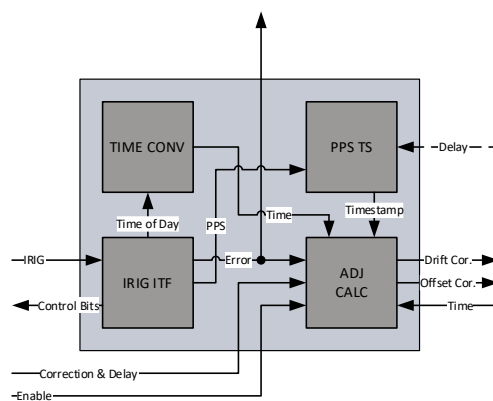 TIME CONV
PPS TS
Delay
Time of Day
PPS
Time
Timestamp
IRIG
IRIG ITF
Error
ADJ
CALC
Drift Cor.
Offset Cor.
Control Bits
Time
Correction & Delay
Enable